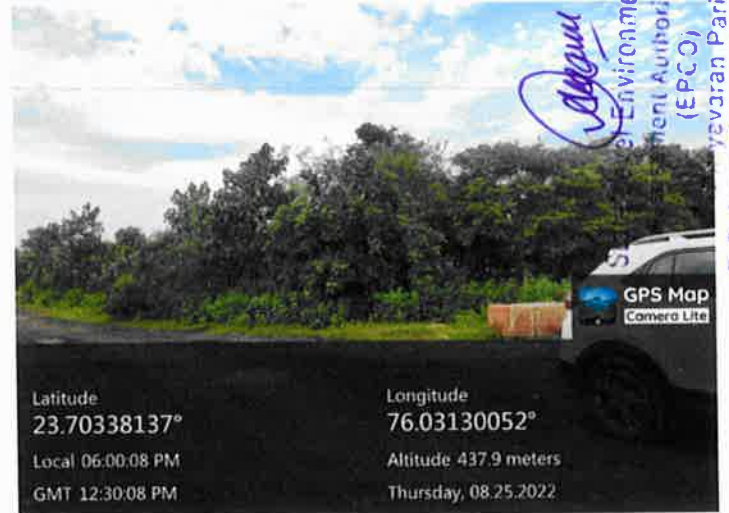 GPS Map
Camera Lite
Latitude
23.70338137°
Local 06:00:08 PM
GMT 12:30:08 PM
Longitude
76.03130052°
Altitude 437.9 meters
Thursday, 08.25.2022
(EPCO)